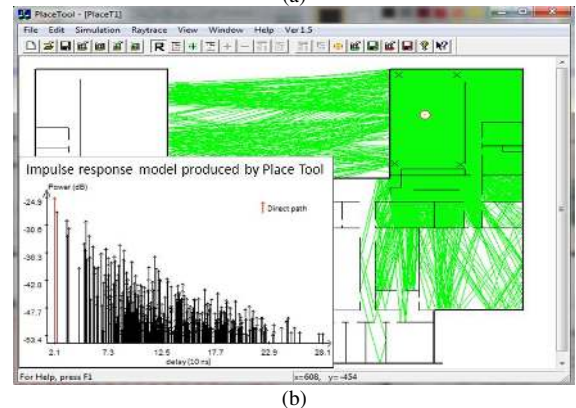 (a)
PlaceTool - [PlaceT1]
File Edit Simulation Raytrace View Window Help Ver 1.5
R
Impulse response model produced by Place Tool
Power (dB)
-24.9
Direct path
-30.6
-36.3
-42.0
-47.7
-53.4
2.1 7.3 12.5 17.7 22.9 28.1
delay (10 ns)
For Help, press F1 x=608, y= -454
(b)